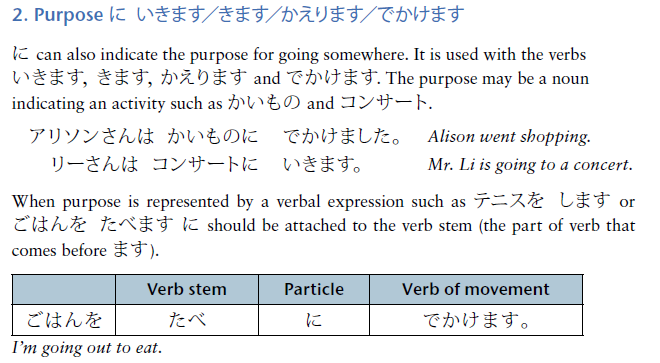 2. Purpose に いきます／きます／かえります／でかけます
に can also indicate the purpose for going somewhere. It is used with the verbs
いきます, きます, かえります and でかけます. The purpose may be a noun
indicating an activity such as かいもの and コンサート.
アリソンさんは かいものに でかけました。 Alison went shopping.
リーさんは コンサートに いきます。 Mr. Li is going to a concert.
When purpose is represented by a verbal expression such as テニスを します or
ごはんを たべます に should be attached to the verb stem (the part of verb that
comes before ます).
Verb stem Particle Verb of movement
ごはんを たべ に でかけます。
I'm going out to eat.